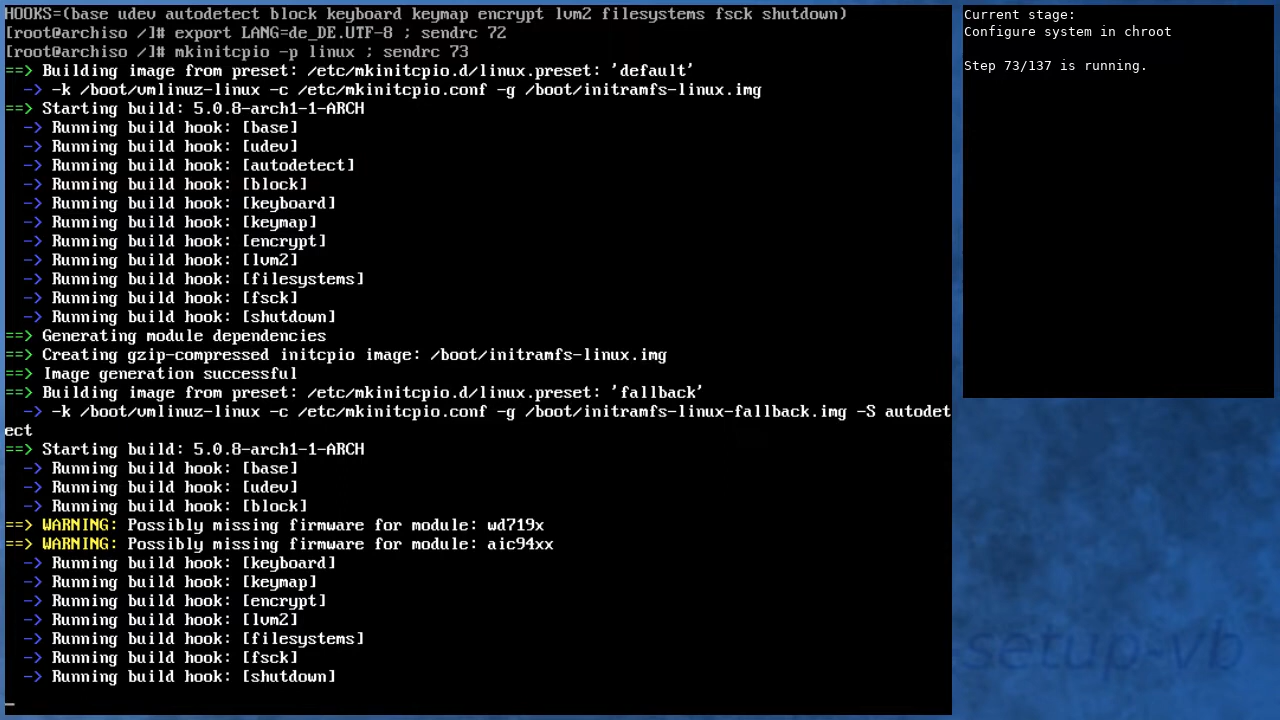 HOOKS=(base udev autodetect block keyboard keymap encrypt lvm2 filesystems fsck shutdown)
[root@archiso /]# export LANG=de_DE.UTF-8 ; sendrc 72
[root@archiso /]# mkinitcpio -p linux ; sendrc 73
==> Building image from preset: /etc/mkinitcpio.d/linux.preset: 'default'
  -> -k /boot/vmlinuz-linux -c /etc/mkinitcpio.conf -g /boot/initramfs-linux.img
==> Starting build: 5.0.8-arch1-1-ARCH
  -> Running build hook: [base]
  -> Running build hook: [udev]
  -> Running build hook: [autodetect]
  -> Running build hook: [block]
  -> Running build hook: [keyboard]
  -> Running build hook: [keymap]
  -> Running build hook: [encrypt]
  -> Running build hook: [lvm2]
  -> Running build hook: [filesystems]
  -> Running build hook: [fsck]
  -> Running build hook: [shutdown]
==> Generating module dependencies
==> Creating gzip-compressed initcpio image: /boot/initramfs-linux.img
==> Image generation successful
==> Building image from preset: /etc/mkinitcpio.d/linux.preset: 'fallback'
  -> -k /boot/vmlinuz-linux -c /etc/mkinitcpio.conf -g /boot/initramfs-linux-fallback.img -S autodet
ect
==> Starting build: 5.0.8-arch1-1-ARCH
  -> Running build hook: [base]
  -> Running build hook: [udev]
  -> Running build hook: [block]
==> WARNING: Possibly missing firmware for module: wd719x
==> WARNING: Possibly missing firmware for module: aic94xx
  -> Running build hook: [keyboard]
  -> Running build hook: [keymap]
  -> Running build hook: [encrypt]
  -> Running build hook: [lvm2]
  -> Running build hook: [filesystems]
  -> Running build hook: [fsck]
  -> Running build hook: [shutdown]
Current stage:
Configure system in chroot
Step 73/137 is running.
setup-vb